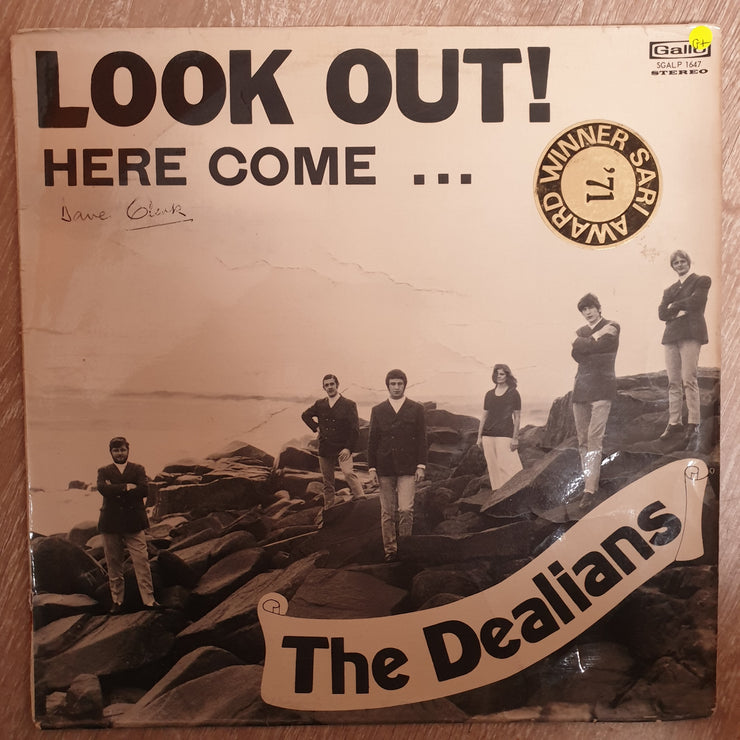 LOOK OUT!
HERE COME ...
Dave Clark
Gallo
SGALP 1647
STEREO
WINNER SARI AWARD
'71
The Dealians